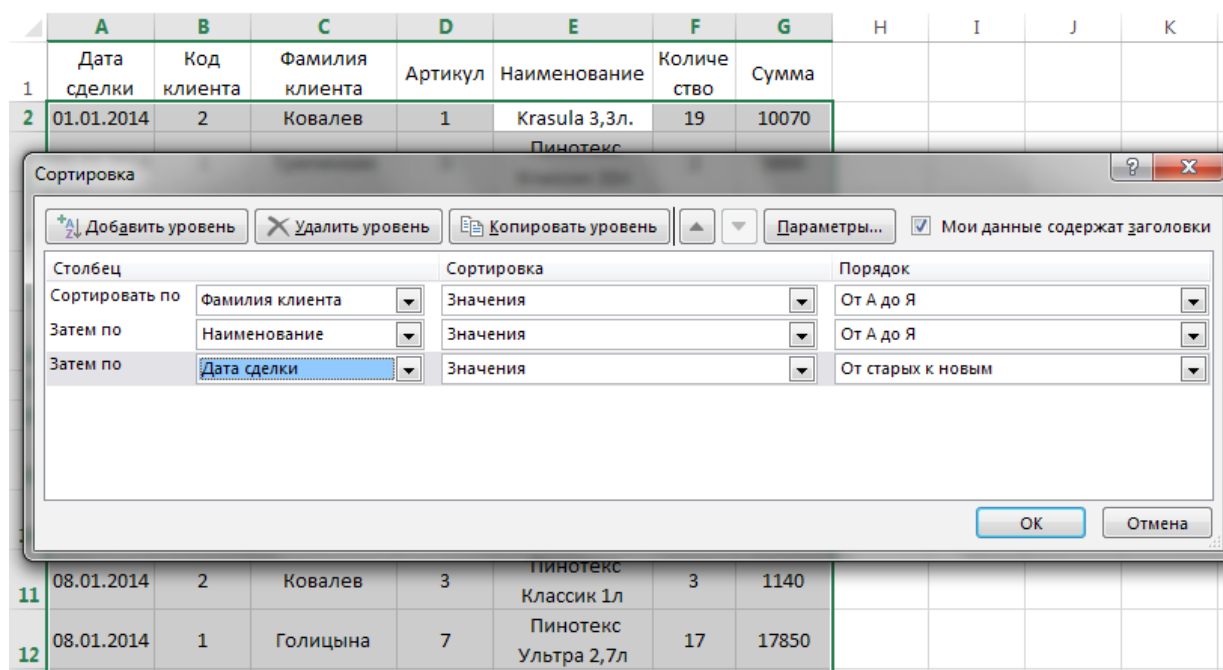 A B C D E F G H I J K
1 Дата сделки Код клиента Фамилия клиента Артикул Наименование Количе ство Сумма
2 01.01.2014 2 Ковалев 1 Krasula 3,3л. 19 10070
Пинотекс
Сортировка
Добавить уровень Удалить уровень Копировать уровень Параметры... Мои данные содержат заголовки
Столбец Сортировка Порядок
Сортировать по Фамилия клиента Значения От А до Я
Затем по Наименование Значения От А до Я
Затем по Дата сделки Значения От старых к новым
ОК Отмена
11 08.01.2014 2 Ковалев 3 Пинотекс Классик 1л 3 1140
12 08.01.2014 1 Голицына 7 Пинотекс Ультра 2,7л 17 17850